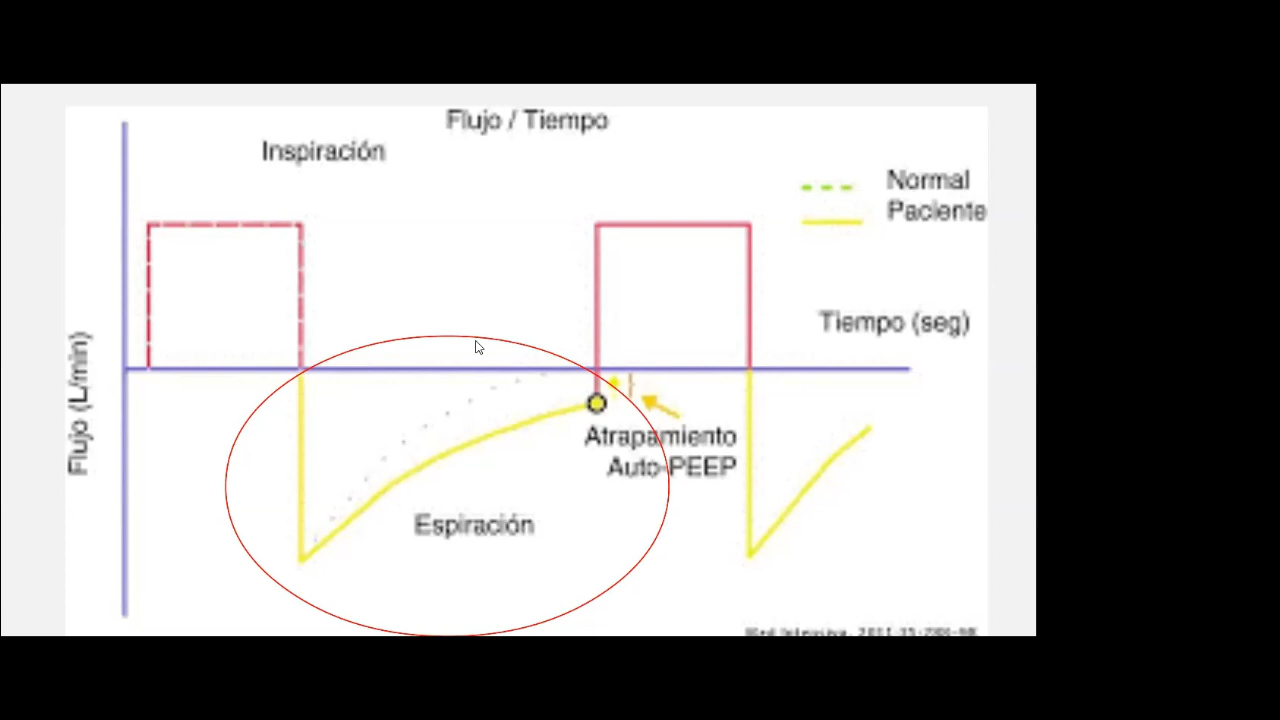 Flujo / Tiempo
Inspiración
Normal
Paciente
Tiempo (seg)
Flujo (L/min)
Atrapamiento
Auto-PEEP
Espiración